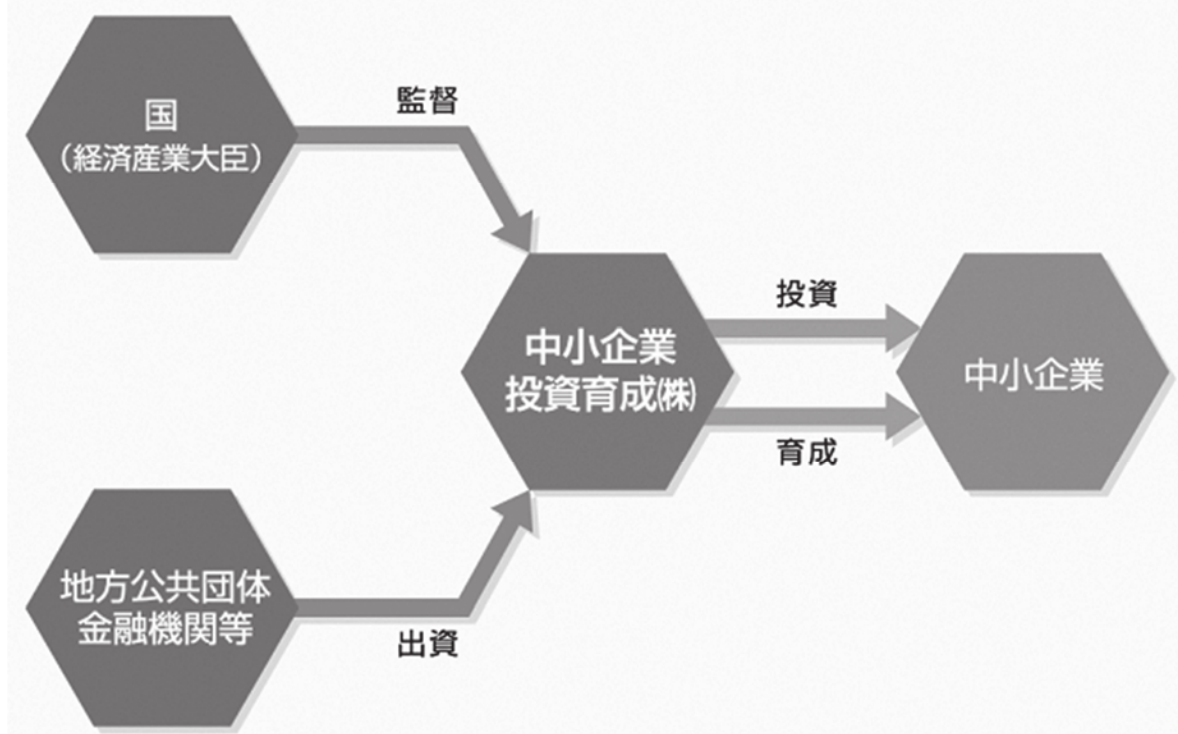 国
（経済産業大臣）
監督
中小企業
投資育成㈱
投資
育成
中小企業
地方公共団体
金融機関等
出資